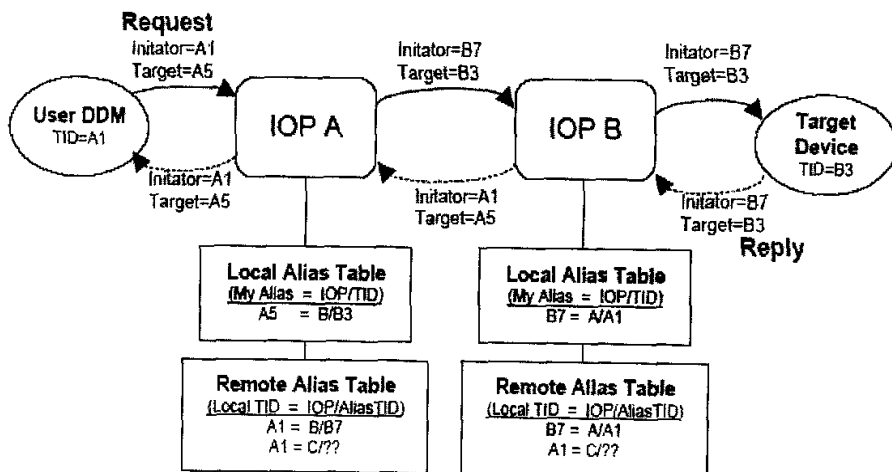 Request
Initator=A1
Target=A5
Initator=B7
Target=B3
Initator=B7
Target=B3
User DDM
TID=A1
IOP A
IOP B
Target
Device
TID=B3
Initator=A1
Target=A5
Initator=A1
Target=A5
Initator=B7
Target=B3
Reply
Local Alias Table
(My Alias = IOP/TID)
A5 = B/B3
Local Alias Table
(My Alias = IOP/TID)
B7 = A/A1
Remote Alias Table
(Local TID = IOP/AliasTID)
A1 = B/B7
A1 = C/??
Remote Alias Table
(Local TID = IOP/AliasTID)
B7 = A/A1
A1 = C/??